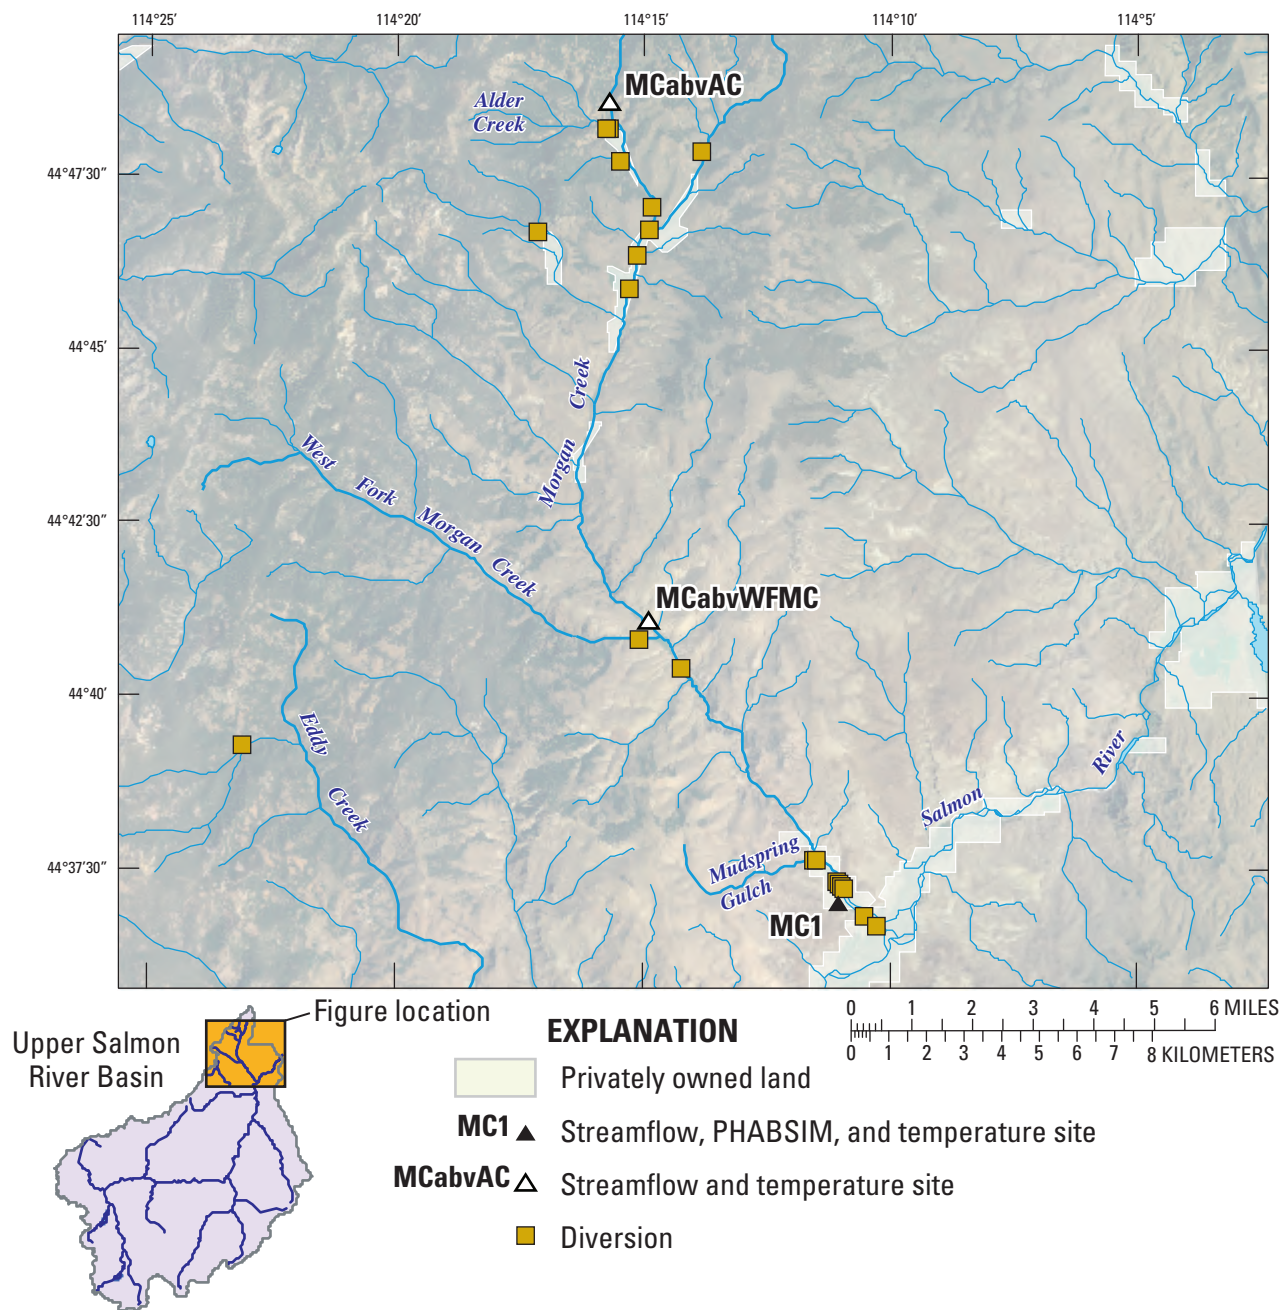 114°25' 114°20' 114°15' 114°10' 114°5'
MCabvAC
Alder
Creek
44°47'30"
44°45'
Creek
Morgan
West Fork Morgan Creek
44°42'30"
MCabvWFMC
44°40'
Eddy
Creek
River
Salmon
Mudspring
Gulch
44°37'30"
MC1
Figure location
Upper Salmon
River Basin
0 1 2 3 4 5 6 MILES
0 1 2 3 4 5 6 7 8 KILOMETERS
EXPLANATION
Privately owned land
MC1 Streamflow, PHABSIM, and temperature site
MCabvAC Streamflow and temperature site
Diversion